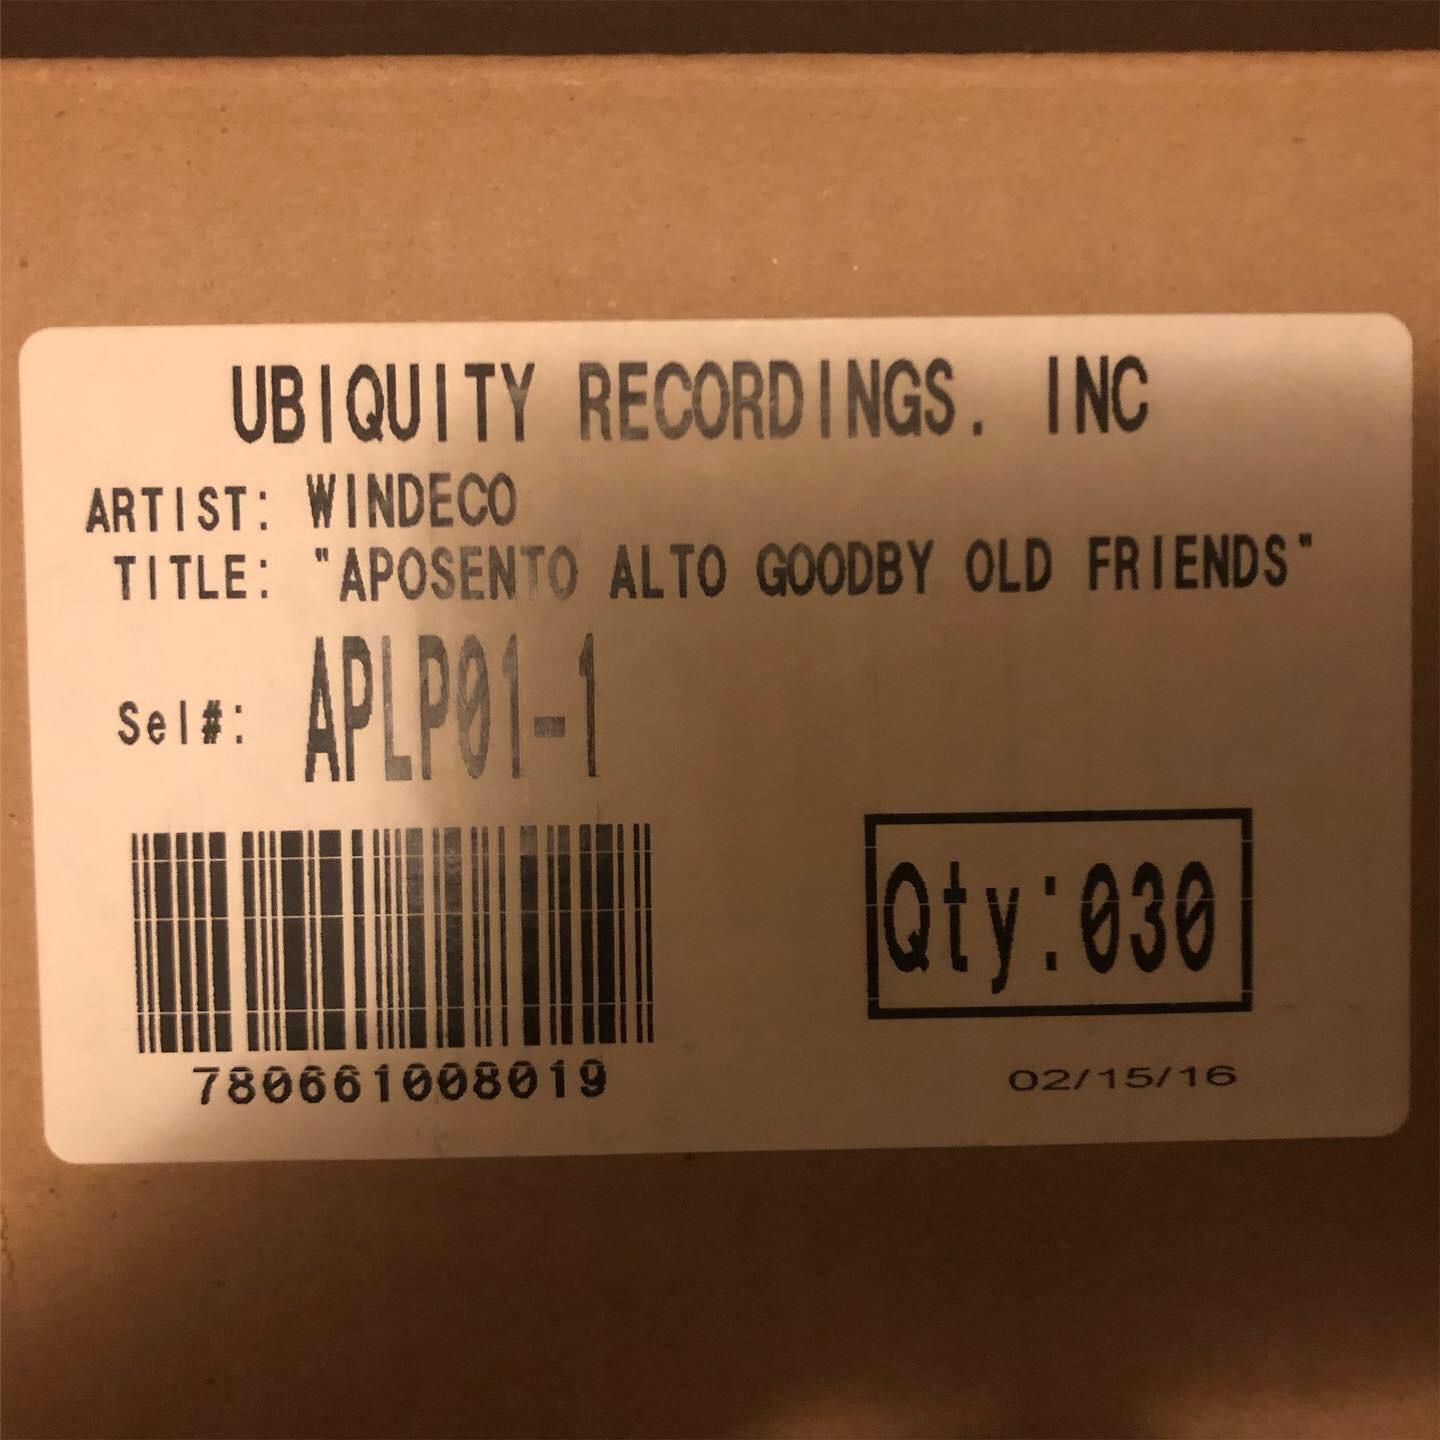 UBIQUITY RECORDINGS. INC
ARTIST: WINDECO
TITLE: "APOSENTO ALTO GOODBY OLD FRIENDS"
Sel#: APLP01-1
Qty:030
780661008019
02/15/16